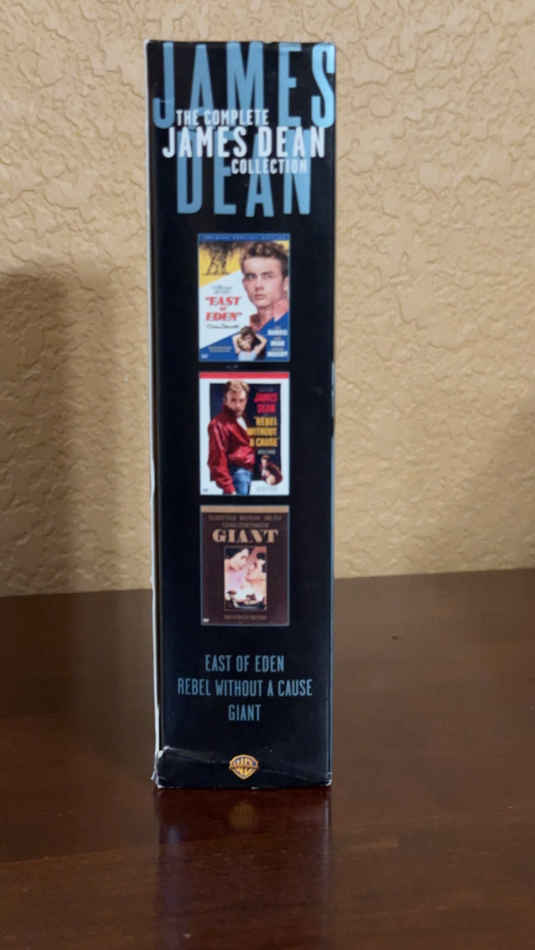 JAMES
THE COMPLETE
JAMES DEAN
COLLECTION
DEAN
"EAST
of
EDEN"
JAMES
DEAN
"REBEL
WITHOUT
A CAUSE"
GIANT
EAST OF EDEN
REBEL WITHOUT A CAUSE
GIANT